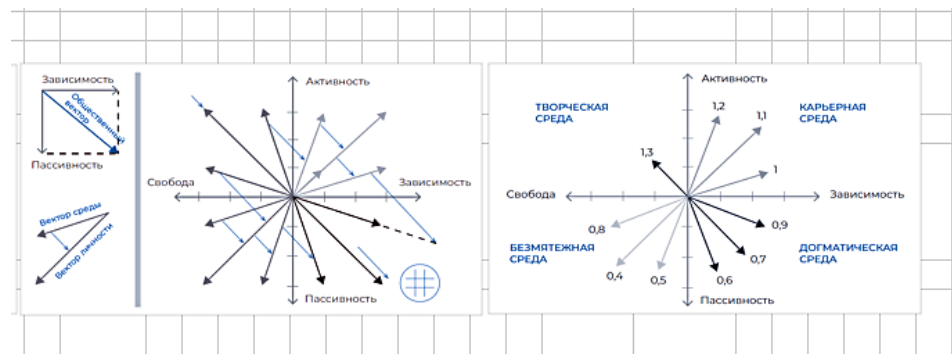 Зависимость
Общественный
вектор
Пассивность
Вектор среды
Вектор личности
Активность
Свобода
Зависимость
Пассивность
Активность
ТВОРЧЕСКАЯ
СРЕДА
КАРЬЕРНАЯ
СРЕДА
1,2
1,1
1,3
1
Свобода
Зависимость
0,8
0,9
БЕЗМЯТЕЖНАЯ
СРЕДА
ДОГМАТИЧЕСКАЯ
СРЕДА
0,7
0,4
0,5
0,6
Пассивность